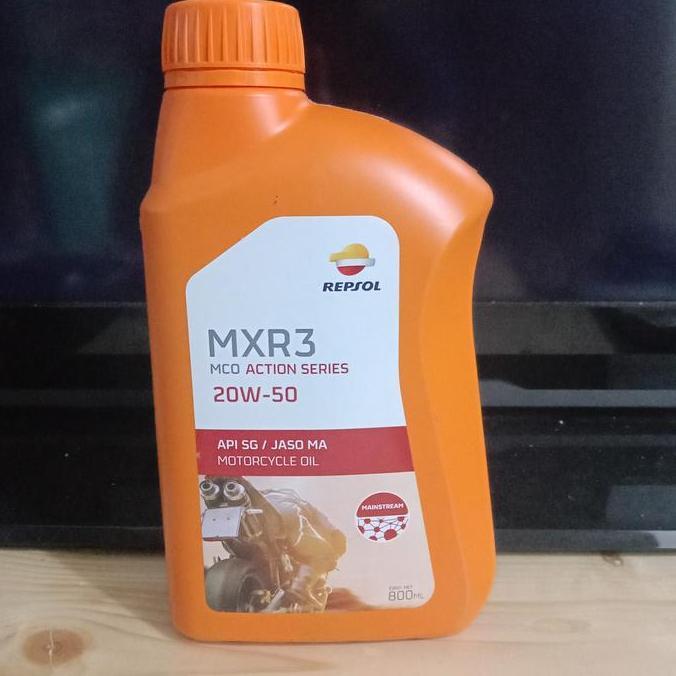 REPSOL
MXR3
MCO ACTION SERIES
20W-50
API SG / JASO MA
MOTORCYCLE OIL
MAINSTREAM
800ML